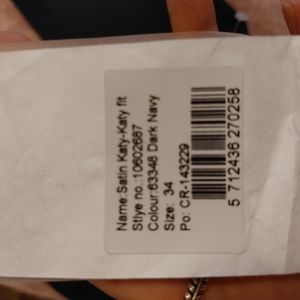 Name:Satin Katy-Katy fit
Stlye no.:10602687
Colour:63348 Dark Navy
Size: 34
Po: CR-143229
5 712436 270258